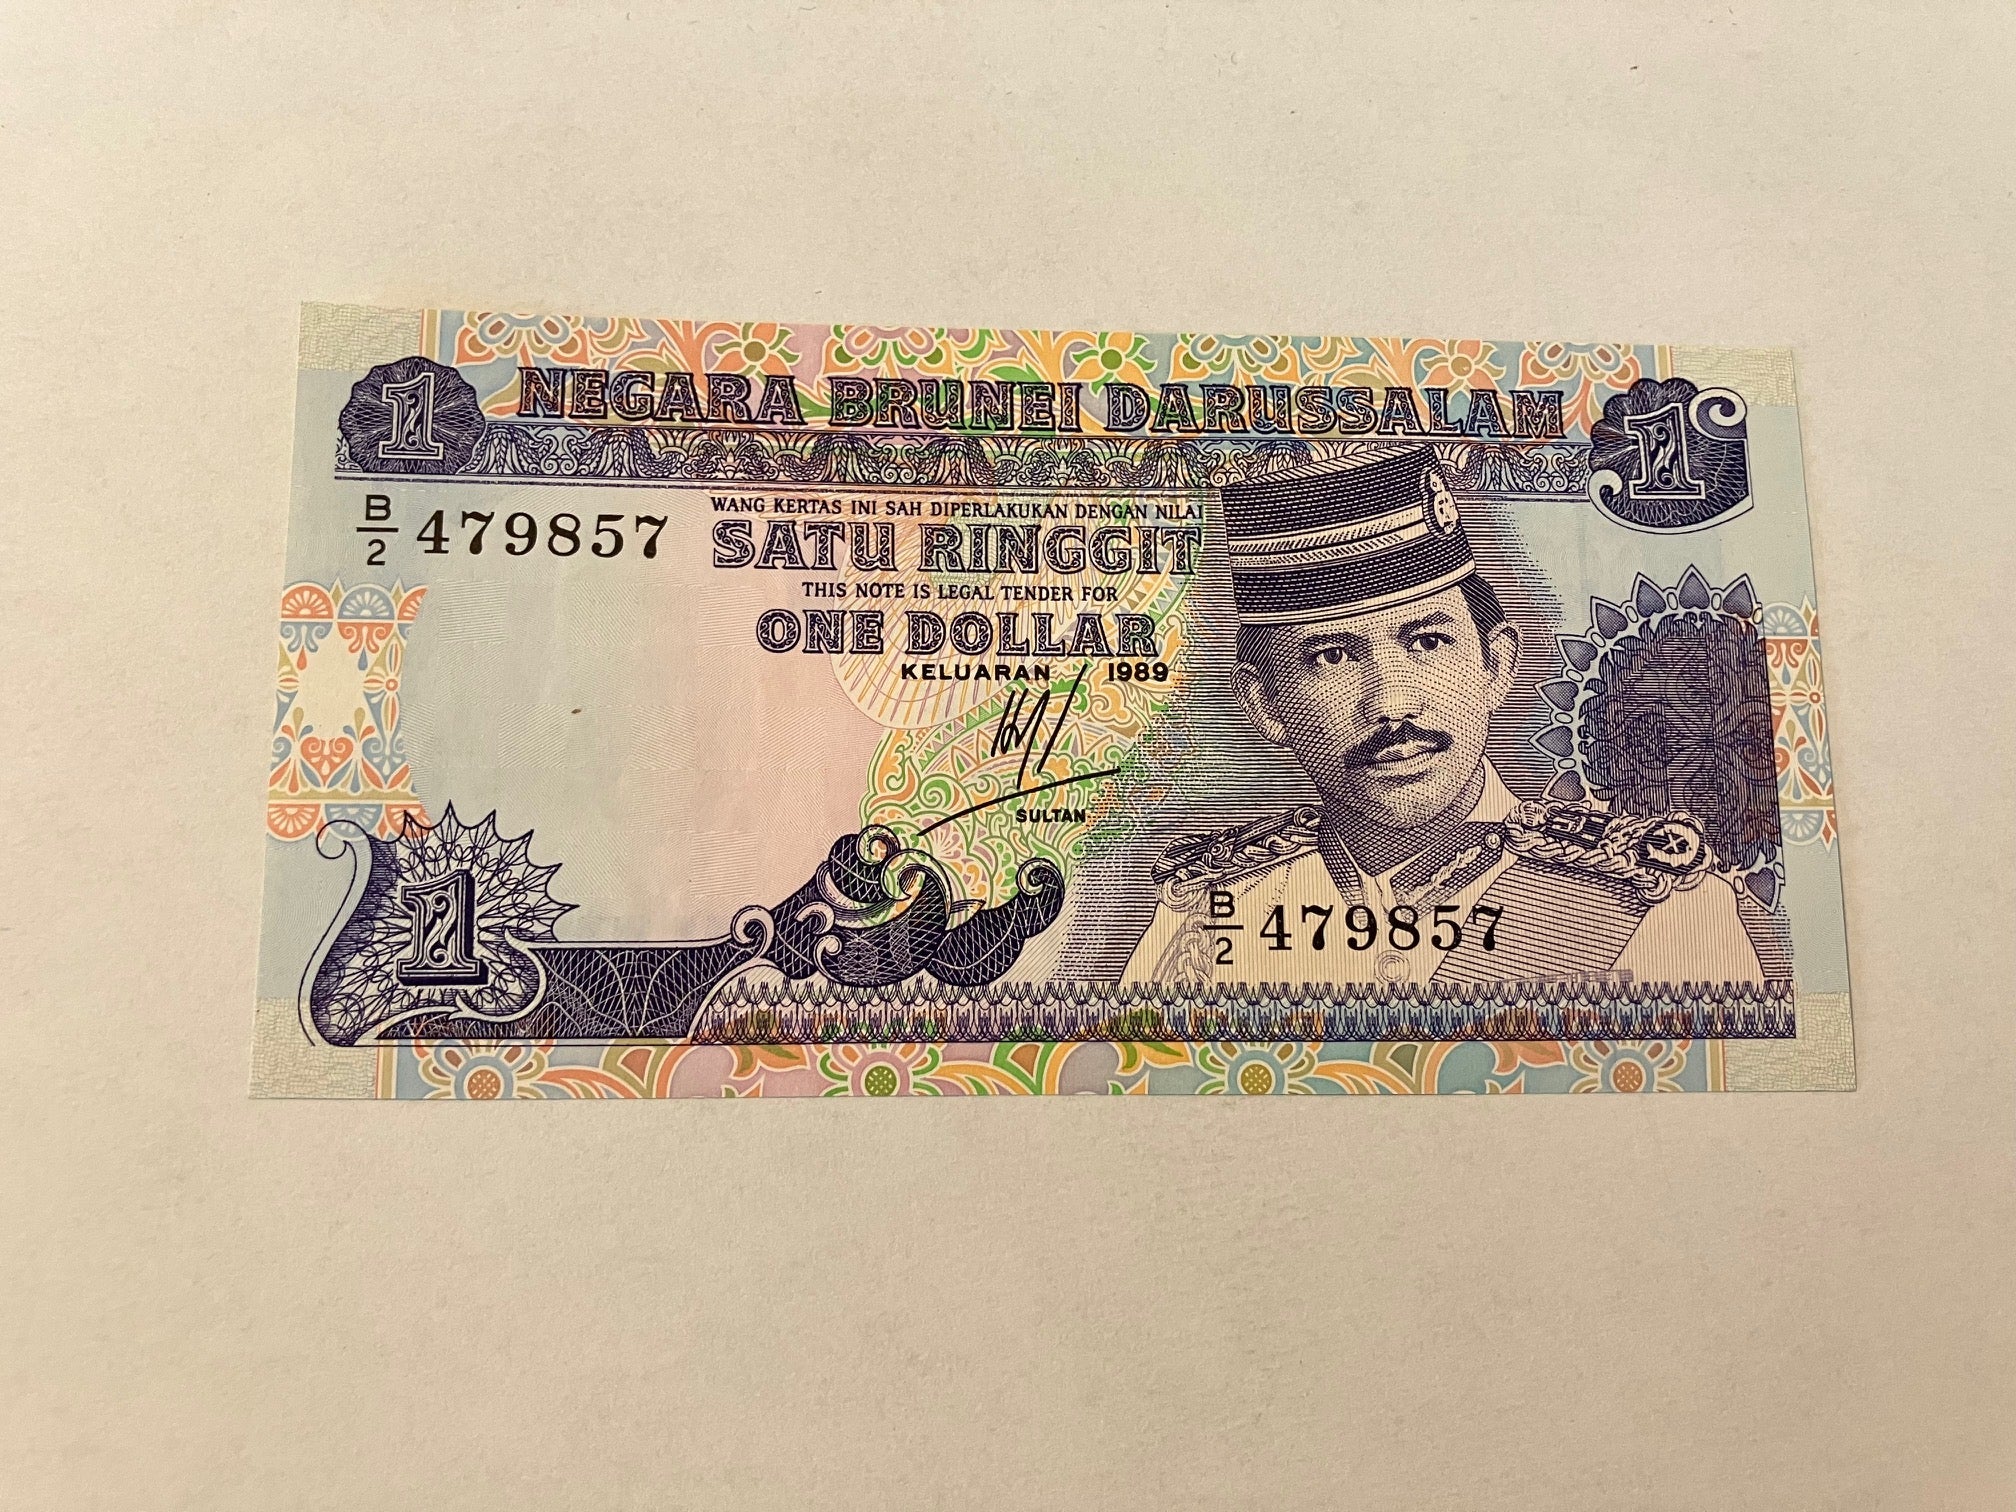 1 NEGARA BRUNEI DARUSSALAM 1
B/2 479857
WANG KERTAS INI SAH DIPERLAKUKAN DENGAN NILAI
SATU RINGGIT
THIS NOTE IS LEGAL TENDER FOR
ONE DOLLAR
KELUARAN 1989
SULTAN
1
B/2 479857